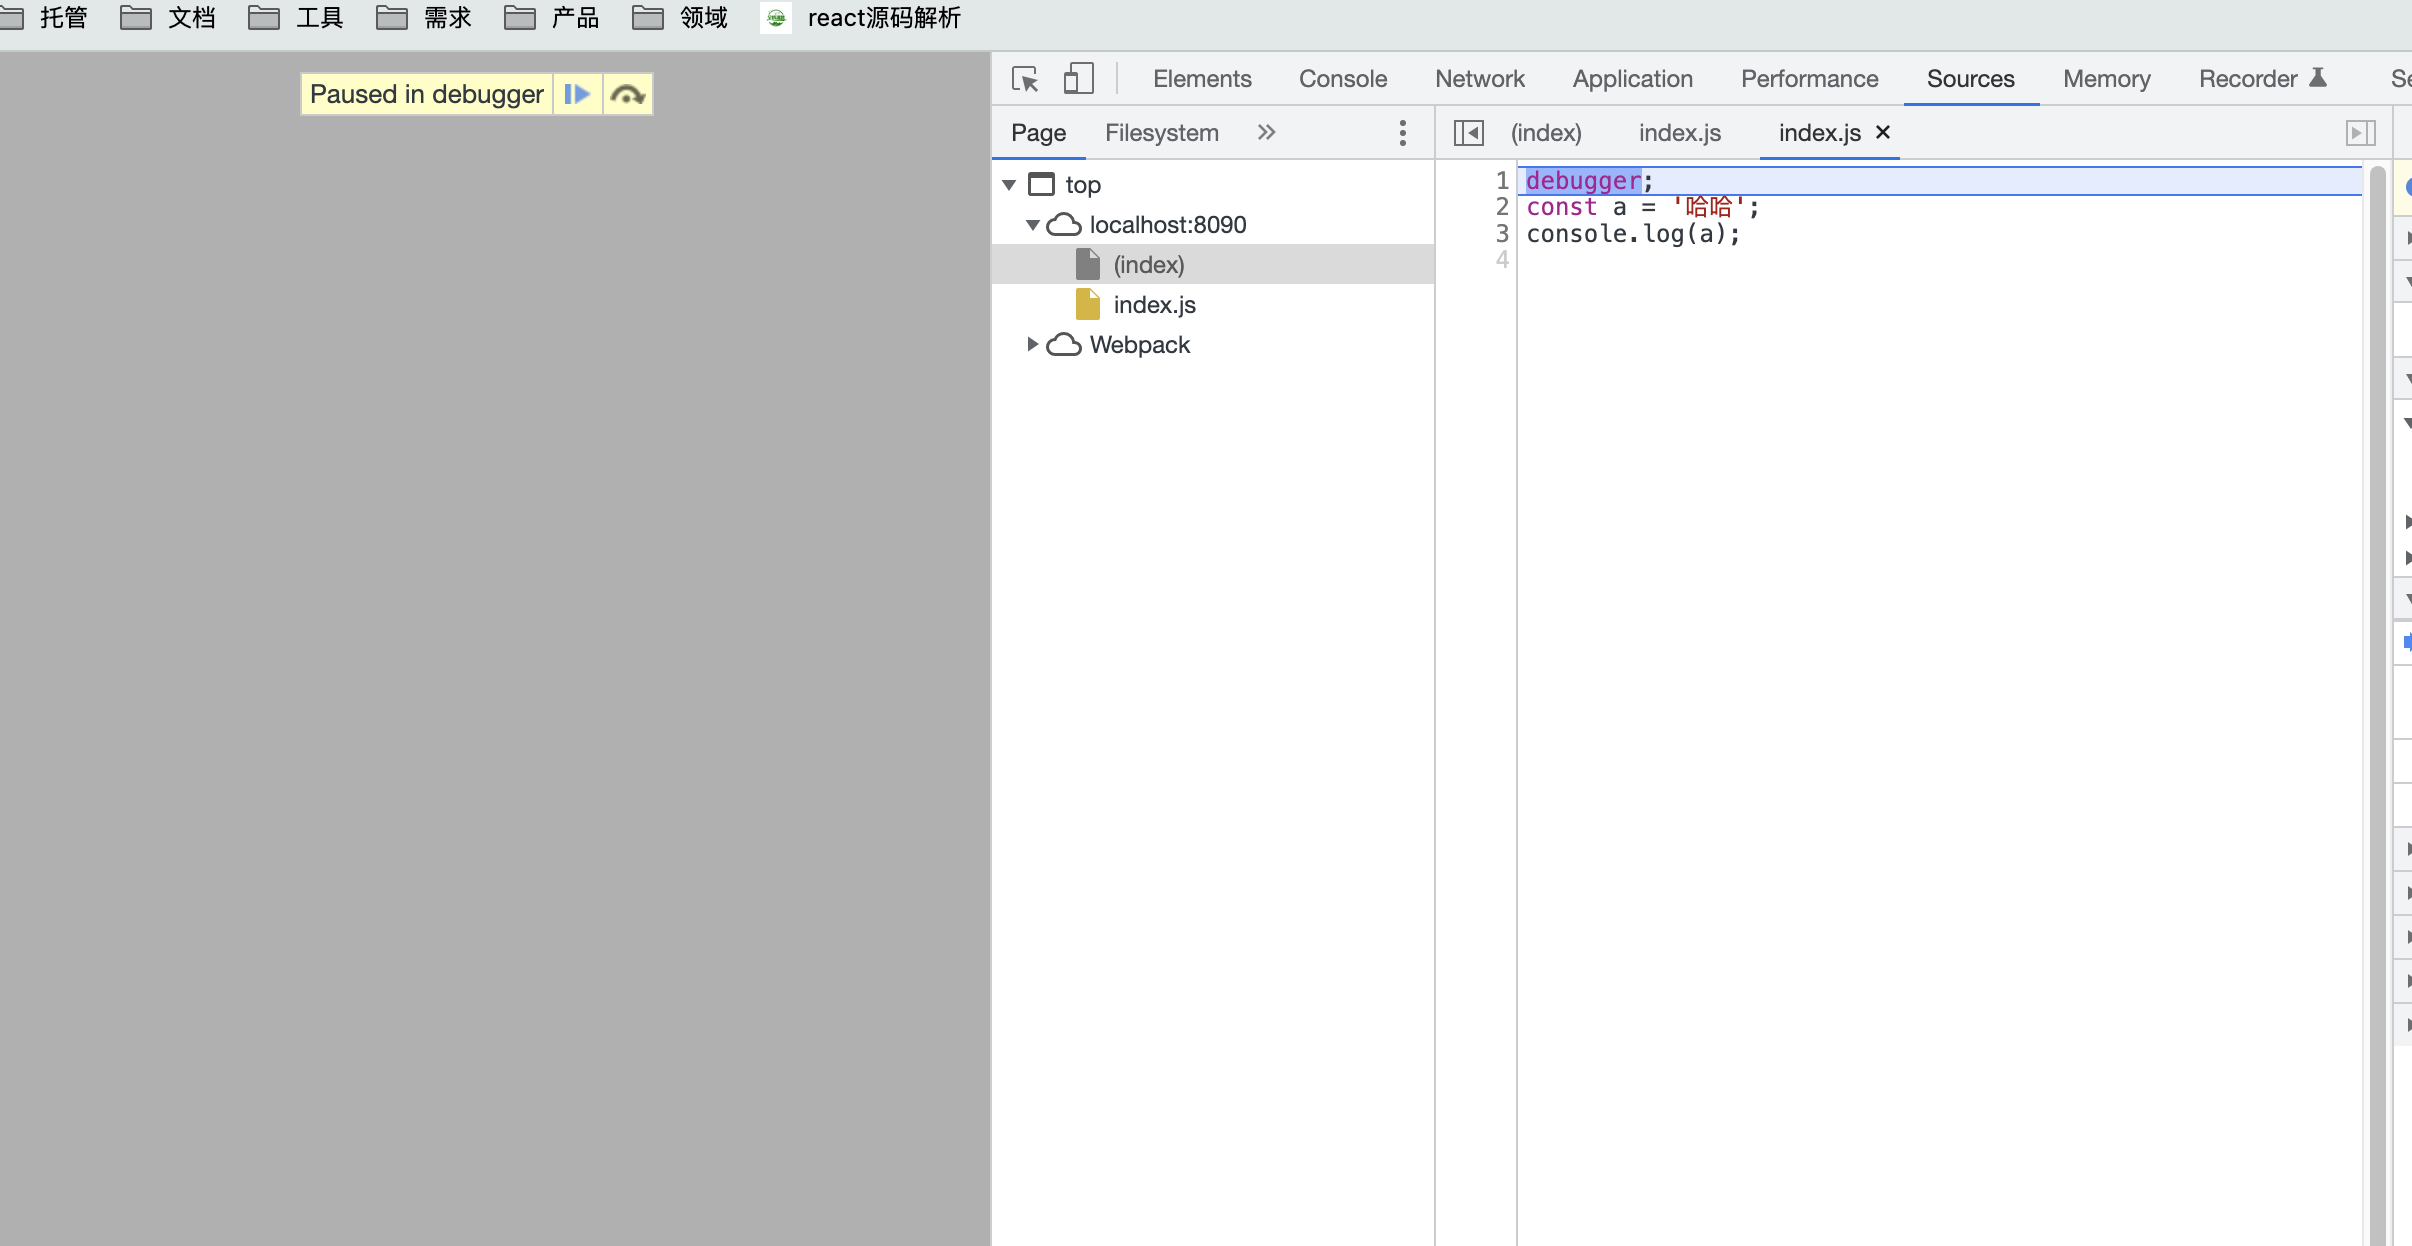 托管 文档 工具 需求 产品 领域 react源码解析
Paused in debugger
Elements Console Network Application Performance Sources Memory Recorder
Page Filesystem
(index) index.js index.js
top
localhost:8090
(index)
index.js
Webpack
1 debugger;
2 const a = '哈哈';
3 console.log(a);
4